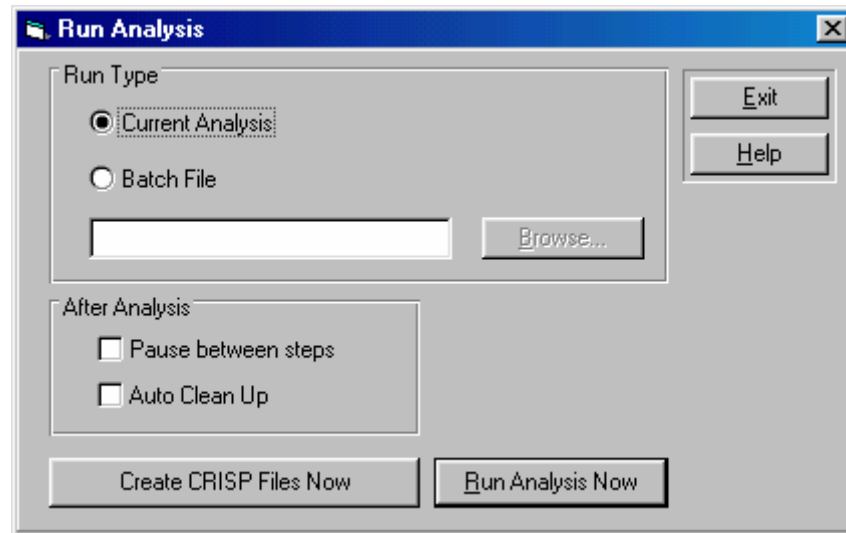 Run Analysis
Run Type
Current Analysis
Batch File
Browse...
Exit
Help
After Analysis
Pause between steps
Auto Clean Up
Create CRISP Files Now
Run Analysis Now